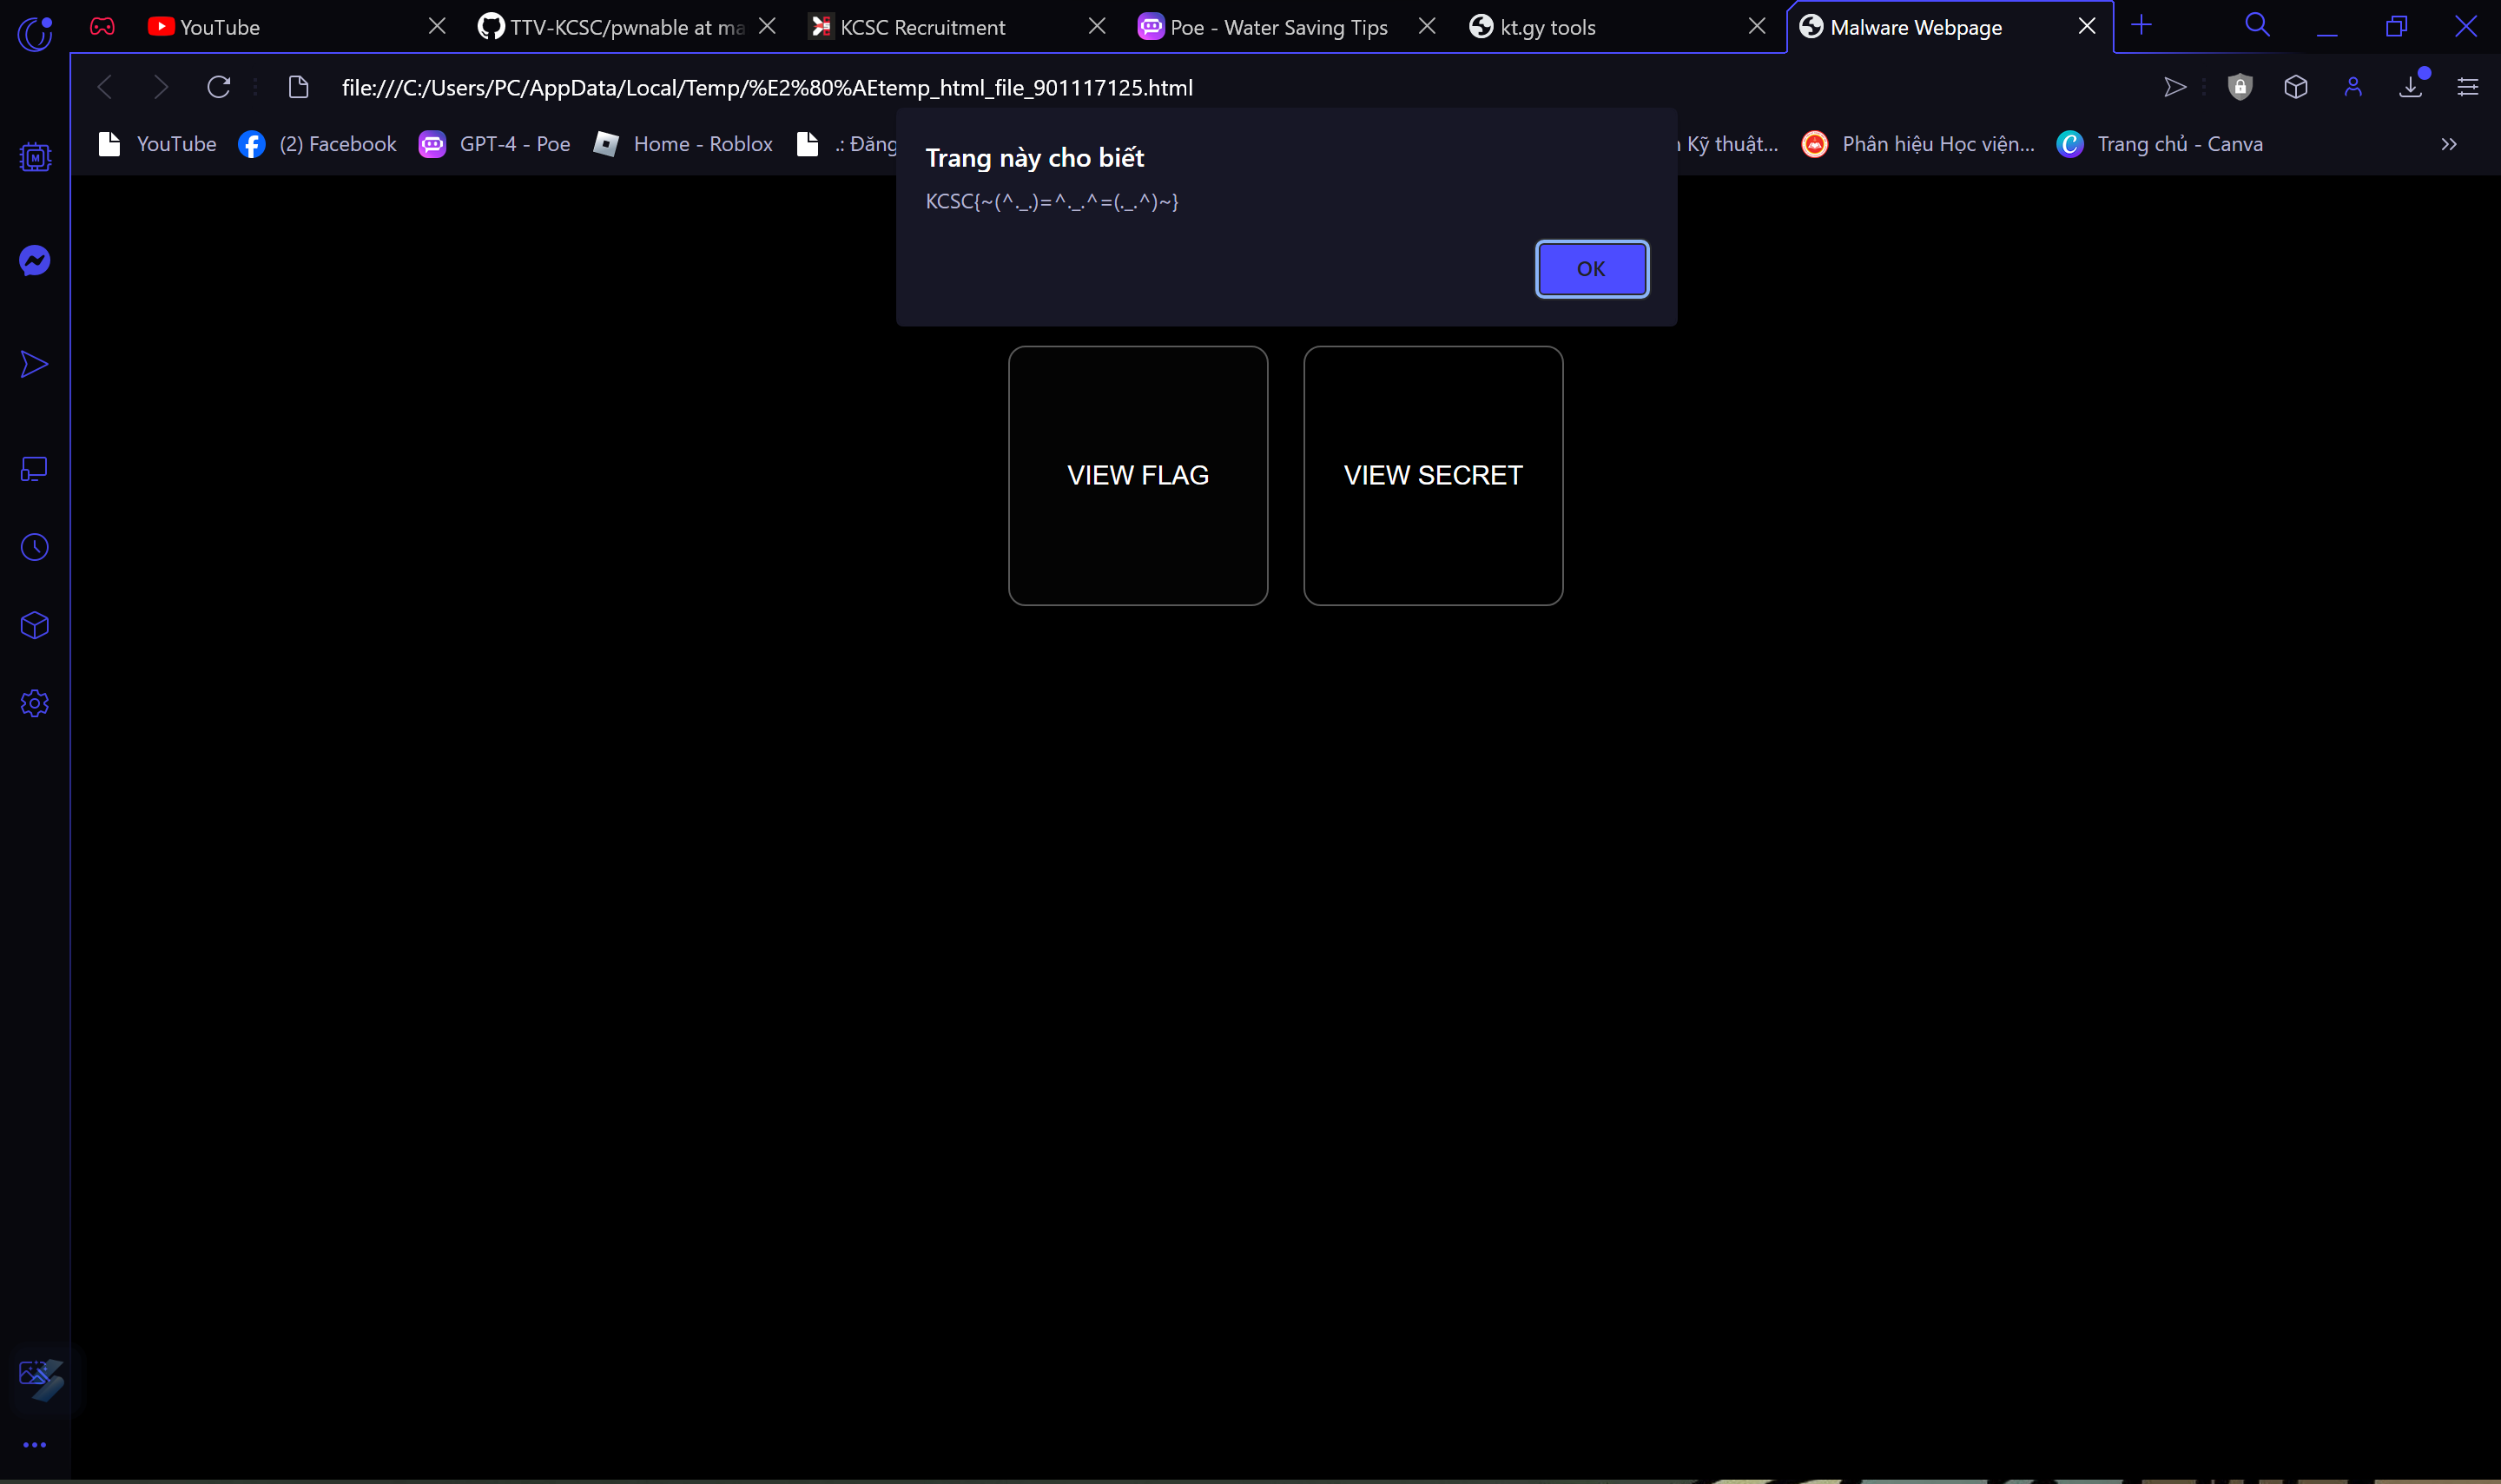 YouTube
TTV-KCSC/pwnable at ma
KCSC Recruitment
Poe - Water Saving Tips
kt.gy tools
Malware Webpage
file:///C:/Users/PC/AppData/Local/Temp/%E2%80%AEtemp_html_file_901117125.html
YouTube
(2) Facebook
GPT-4 - Poe
Home - Roblox
.: Đăng
Kỹ thuật...
Phân hiệu Học viện...
Trang chủ - Canva
Trang này cho biết
KCSC{~(^._.)=^._.^=(._.^)~}
OK
VIEW FLAG
VIEW SECRET
M